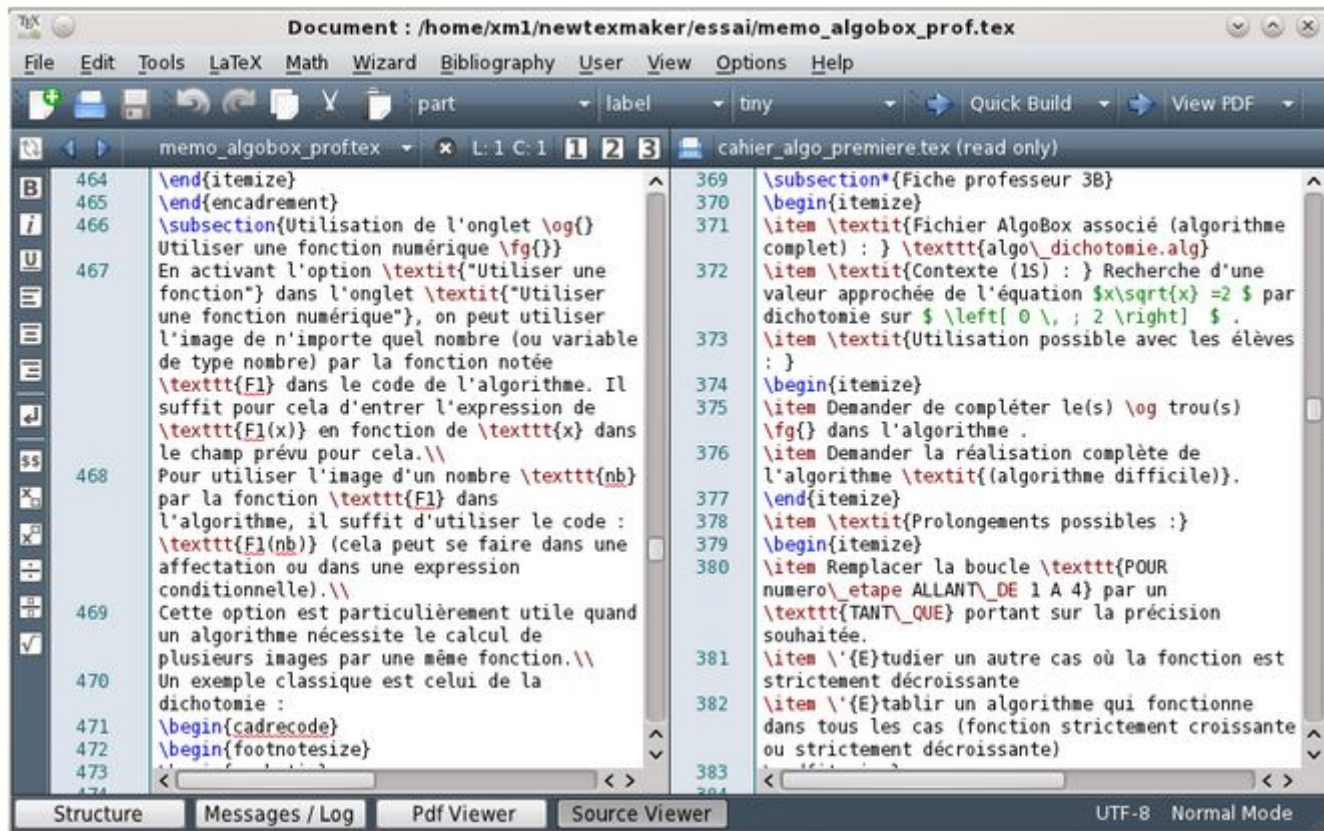 Document : /home/xm1/newtexmaker/essai/memo_algobox_prof.tex
File Edit Tools LaTeX Math Wizard Bibliography User View Options Help
part label tiny Quick Build View PDF
memo_algobox_prof.tex L: 1 C: 1 1 2 3 cahier_algo_premiere.tex (read only)
464 \end{itemize}
465 \end{encadrement}
466 \subsection{Utilisation de l'onglet \og{}
Utiliser une fonction numérique \fg{}}
467 En activant l'option \textit{"Utiliser une
fonction"} dans l'onglet \textit{"Utiliser
une fonction numérique"}, on peut utiliser
l'image de n'importe quel nombre (ou variable
de type nombre) par la fonction notée
\texttt{F1} dans le code de l'algorithme. Il
suffit pour cela d'entrer l'expression de
\texttt{F1(x)} en fonction de \texttt{x} dans
le champ prévu pour cela.\\
468 Pour utiliser l'image d'un nombre \texttt{nb}
par la fonction \texttt{F1} dans
l'algorithme, il suffit d'utiliser le code :
\texttt{F1(nb)} (cela peut se faire dans une
affectation ou dans une expression
conditionnelle).\\
469 Cette option est particulièrement utile quand
un algorithme nécessite le calcul de
plusieurs images par une même fonction.\\
470 Un exemple classique est celui de la
dichotomie :
471 \begin{cadrecode}
472 \begin{footnotesize}
473
369 \subsection*{Fiche professeur 3B}
370 \begin{itemize}
371 \item \textit{Fichier AlgoBox associé (algorithme
complet) : } \texttt{algo\_dichotomie.alg}
372 \item \textit{Contexte (1S) : } Recherche d'une
valeur approchée de l'équation $x\sqrt{x} =2 $ par
dichotomie sur $ \left[ 0 \, ; 2 \right] $ .
373 \item \textit{Utilisation possible avec les élèves
: }
374 \begin{itemize}
375 \item Demander de compléter le(s) \og trou(s)
\fg{} dans l'algorithme .
376 \item Demander la réalisation complète de
l'algorithme \textit{(algorithme difficile)}.
377 \end{itemize}
378 \item \textit{Prolongements possibles :}
379 \begin{itemize}
380 \item Remplacer la boucle \texttt{POUR
numero\_etape ALLANT\_DE 1 A 4} par un
\texttt{TANT\_QUE} portant sur la précision
souhaitée.
381 \item \'{E}tudier un autre cas où la fonction est
strictement décroissante
382 \item \'{E}tablir un algorithme qui fonctionne
dans tous les cas (fonction strictement croissante
ou strictement décroissante)
383
Structure Messages / Log Pdf Viewer Source Viewer UTF-8 Normal Mode